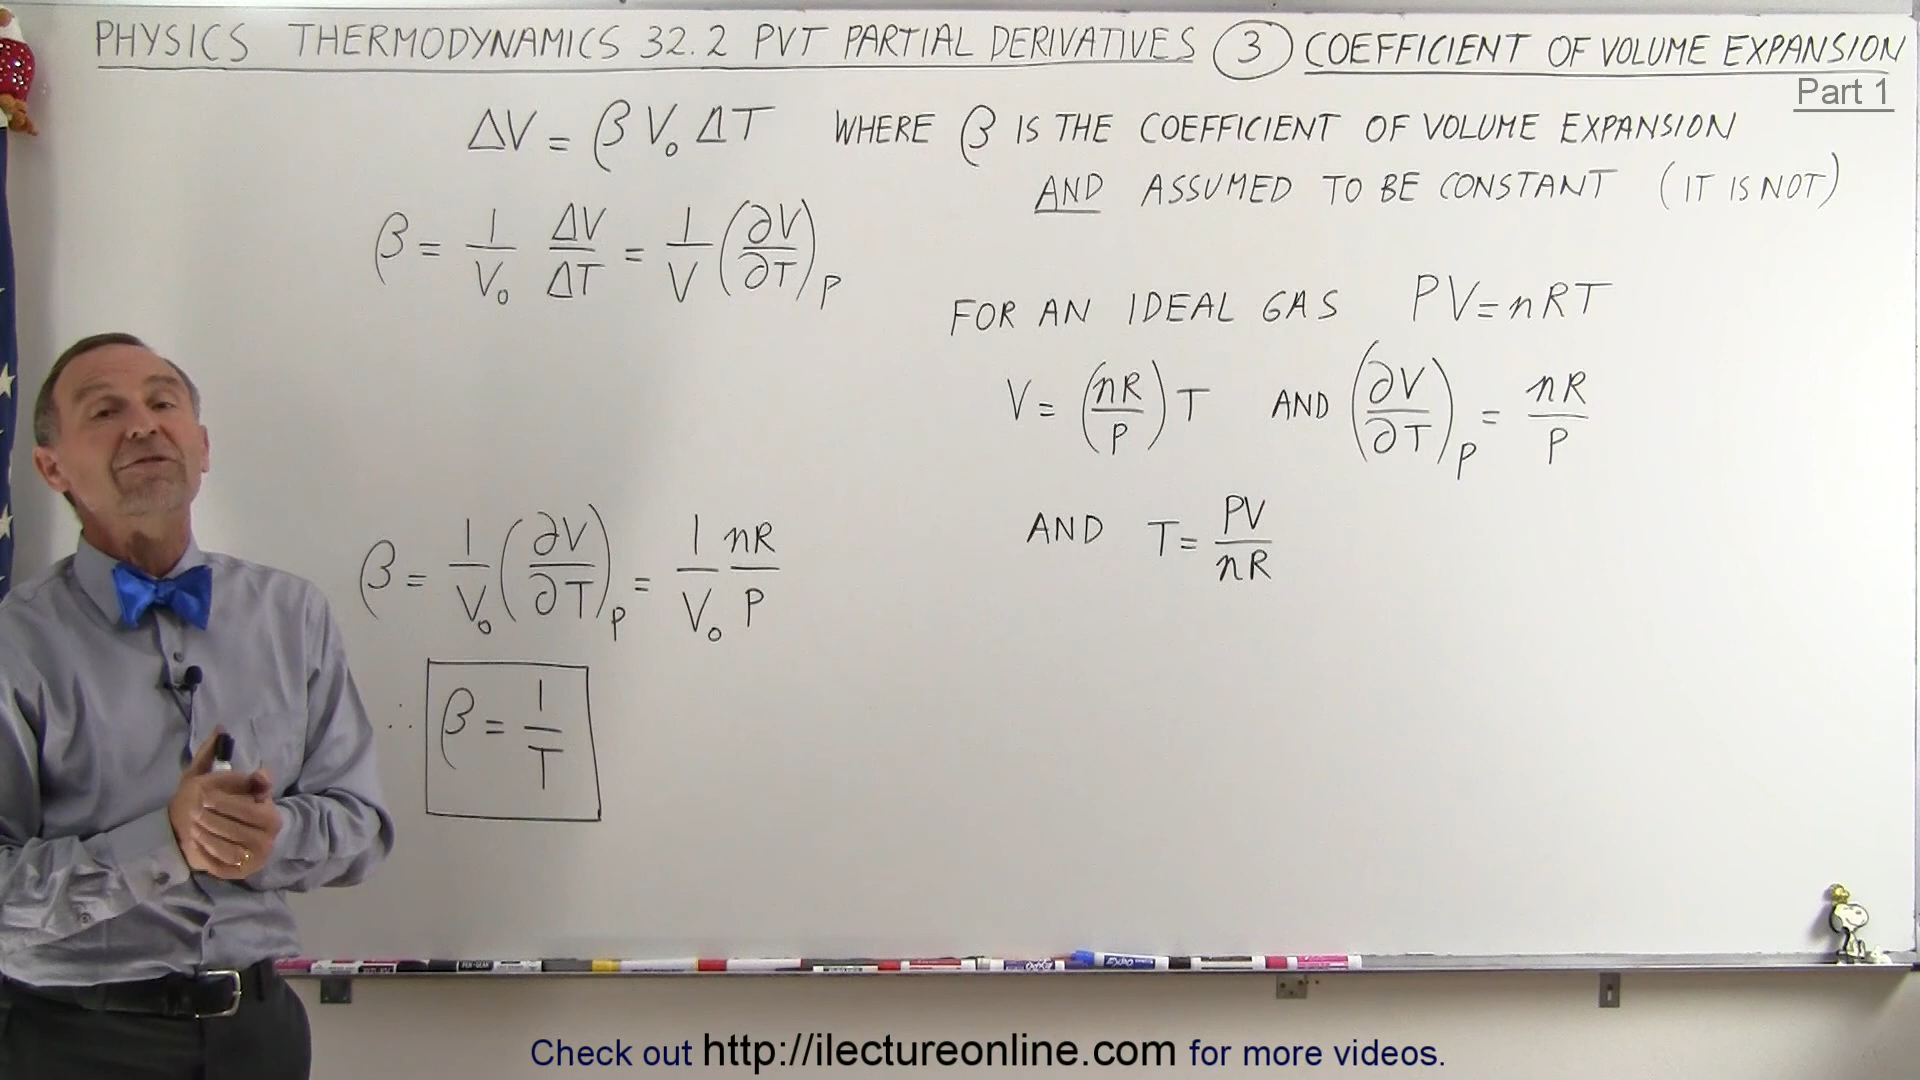 PHYSICS THERMODYNAMICS 32.2 PVT PARTIAL DERIVATIVES ③ COEFFICIENT OF VOLUME EXPANSION
Part 1
ΔV = β V₀ ΔT WHERE β IS THE COEFFICIENT OF VOLUME EXPANSION
AND ASSUMED TO BE CONSTANT (IT IS NOT)
β = 1/V₀ ΔV/ΔT = 1/V (∂V/∂T)P
FOR AN IDEAL GAS PV = nRT
V = (nR/P) T AND (∂V/∂T)P = nR/P
AND T = PV/nR
β = 1/V₀ (∂V/∂T)P = 1/V₀ nR/P
∴ β = 1/T
EXPO
Check out http://ilectureonline.com for more videos.